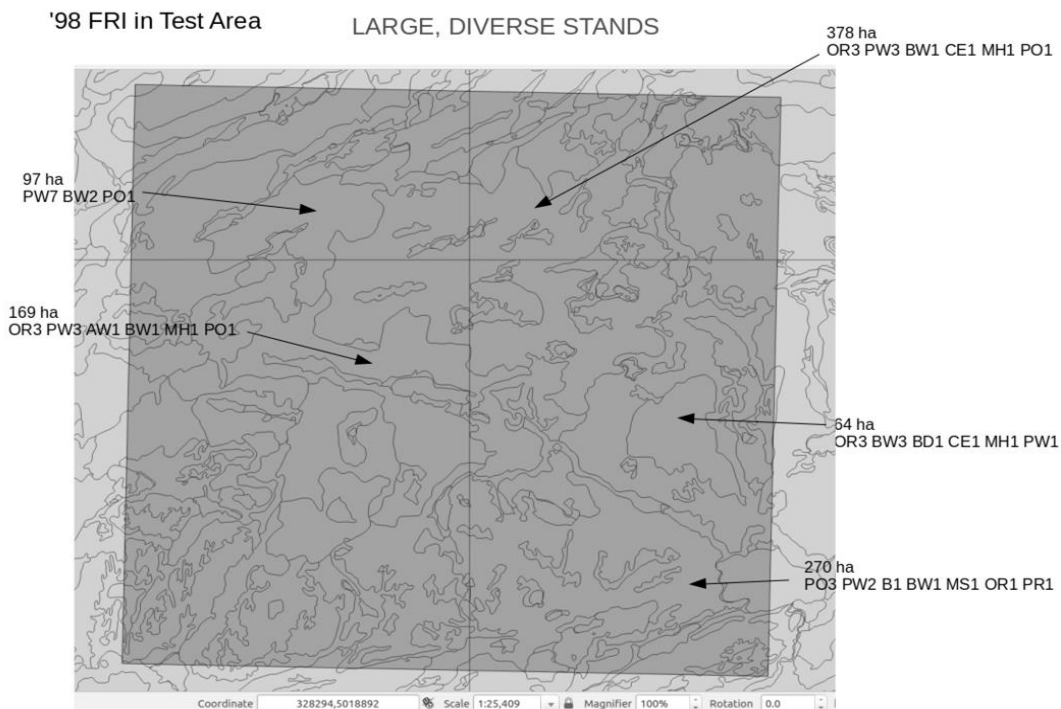 '98 FRI in Test Area
LARGE, DIVERSE STANDS
378 ha
OR3 PW3 BW1 CE1 MH1 PO1
97 ha
PW7 BW2 PO1
169 ha
OR3 PW3 AW1 BW1 MH1 PO1
64 ha
OR3 BW3 BD1 CE1 MH1 PW1
270 ha
PO3 PW2 B1 BW1 MS1 OR1 PR1
Coordinate 328294,5018892 Scale 1:25,409 Magnifier 100% Rotation 0.0